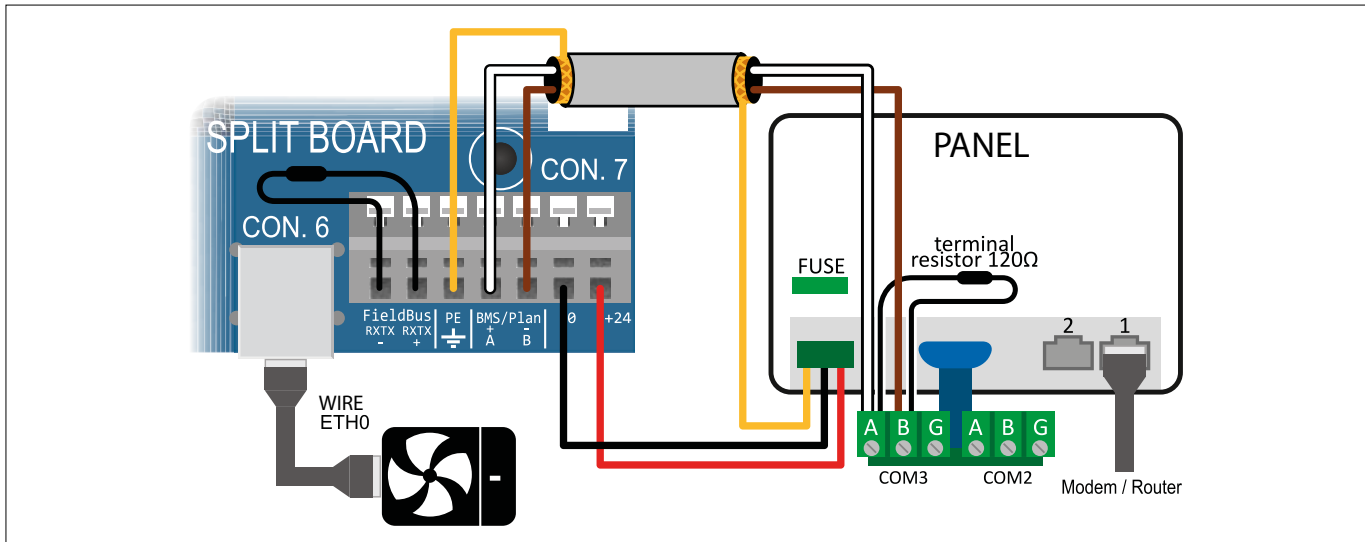 SPLIT BOARD
CON. 7
CON. 6
FieldBus
RXTX RXTX
- +
PE
BMS/Plan
+ -
A B
0 +24
WIRE
ETH0
PANEL
FUSE
terminal
resistor 120Ω
2 1
A B G A B G
COM3 COM2
Modem / Router